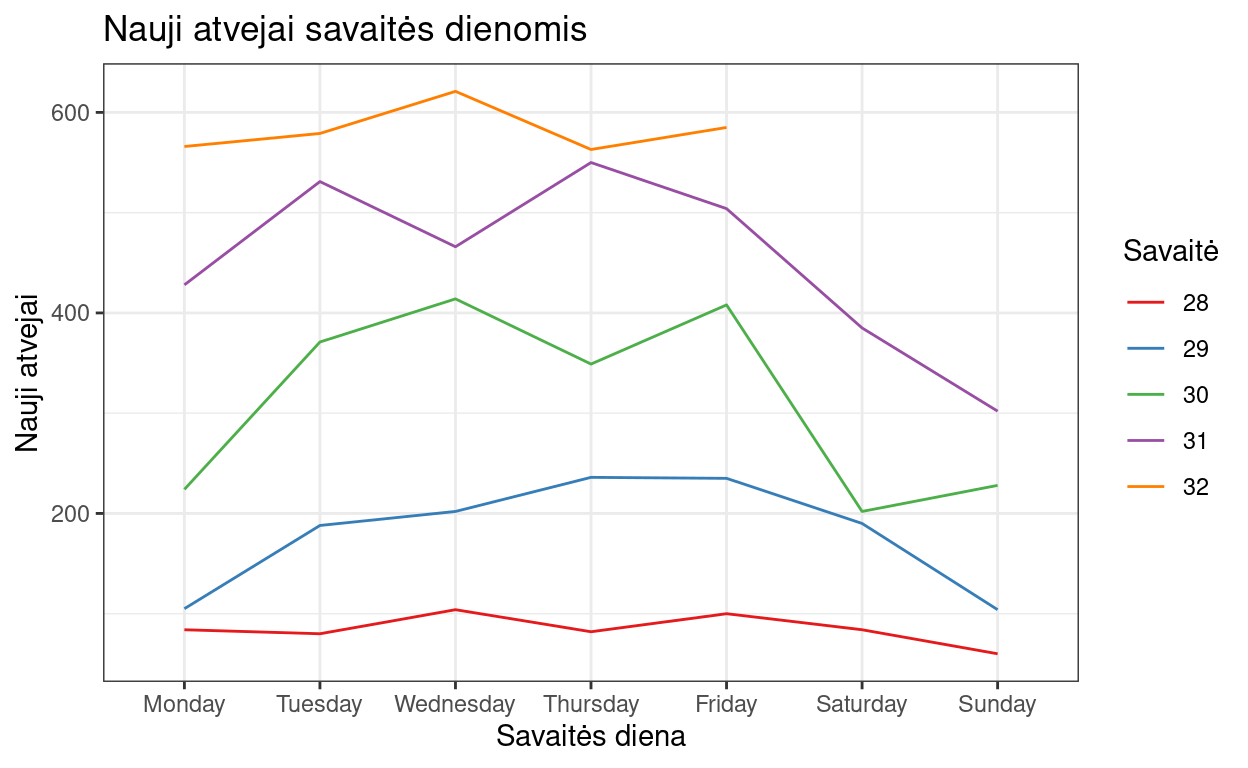 Nauji atvejai savaitės dienomis
Nauji atvejai
600
400
200
Monday Tuesday Wednesday Thursday Friday Saturday Sunday
Savaitės diena
Savaitė
28
29
30
31
32